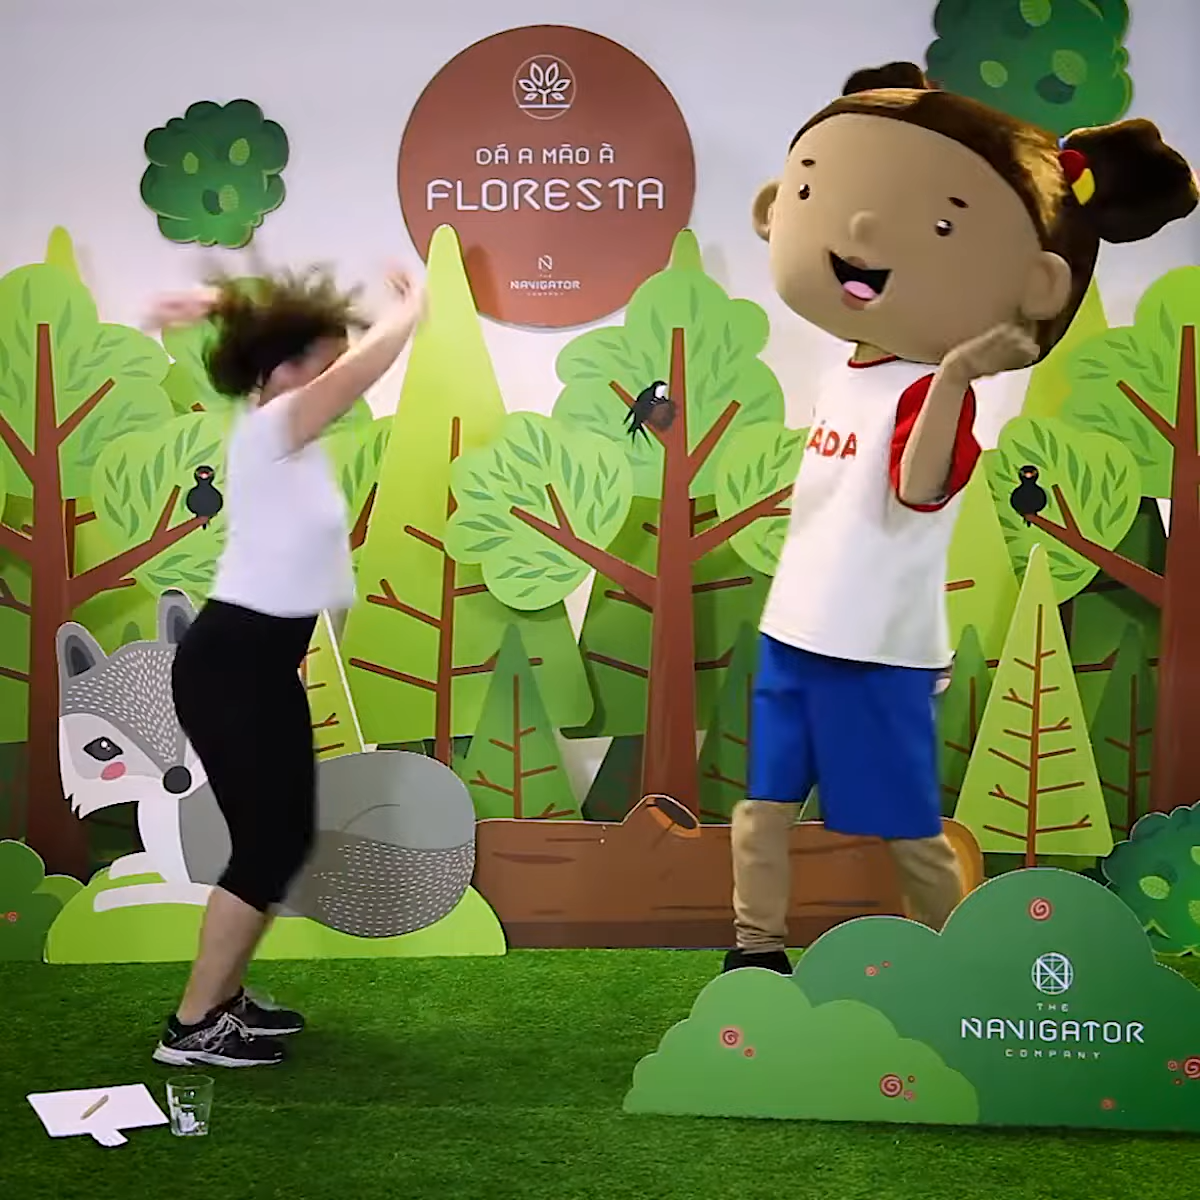 DÁ A MÃO À
FLORESTA
THE
NAVIGATOR
COMPANY
ÁDA
THE
NAVIGATOR
COMPANY